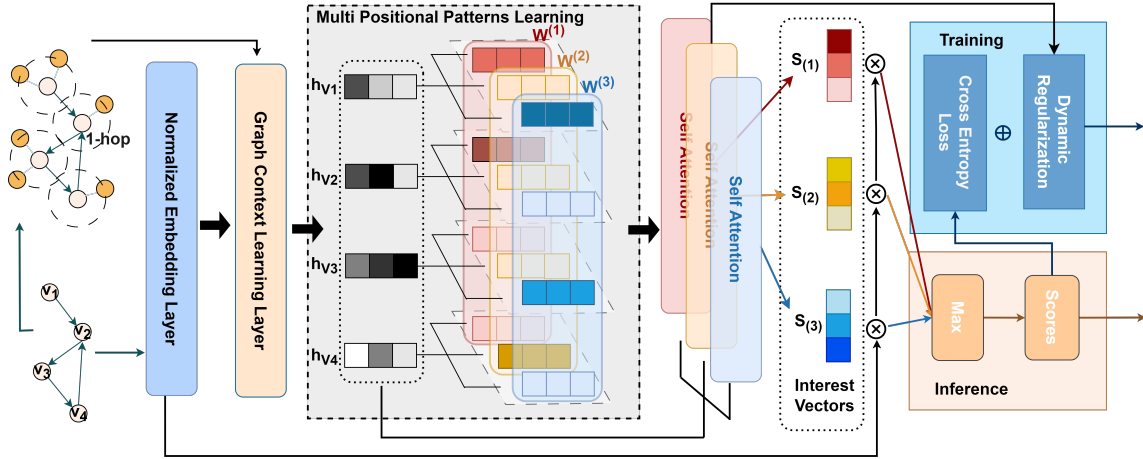 1-hop
v1
v2
v3
v4
Normalized Embedding Layer
Graph Context Learning Layer
Multi Positional Patterns Learning
hV1
hV2
hV3
hV4
W(1)
W(2)
W(3)
Self Attention
Self Attention
Self Attention
S(1)
S(2)
S(3)
Interest
Vectors
Training
Cross Entropy
Loss
Dynamic
Regularization
Max
Scores
Inference